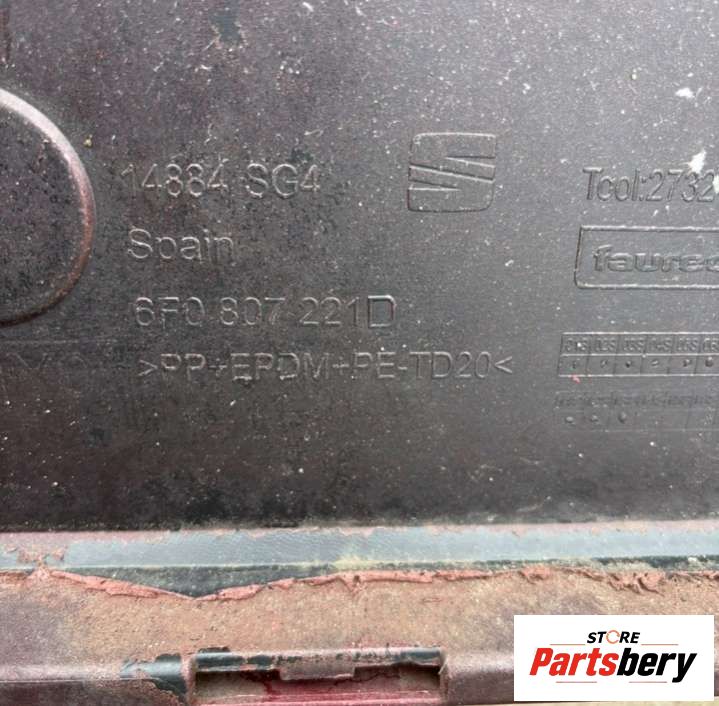 14884 SG4
Spain
6F0 807 221D
>PP+EPDM+PE-TD20<
Tool:2732
faurec
STORE
Partsbery